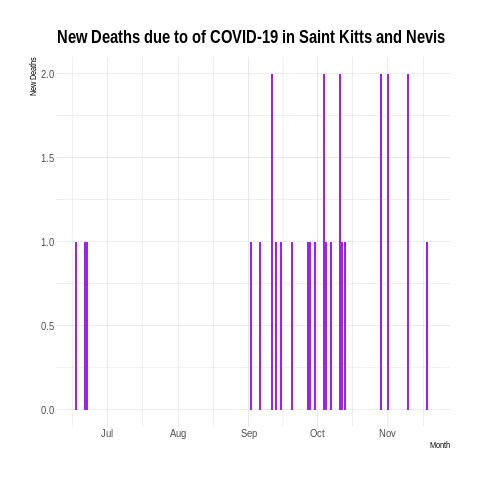 New Deaths due to of COVID-19 in Saint Kitts and Nevis
New Deaths
2.0
1.5
1.0
0.5
0.0
Jul Aug Sep Oct Nov
Month